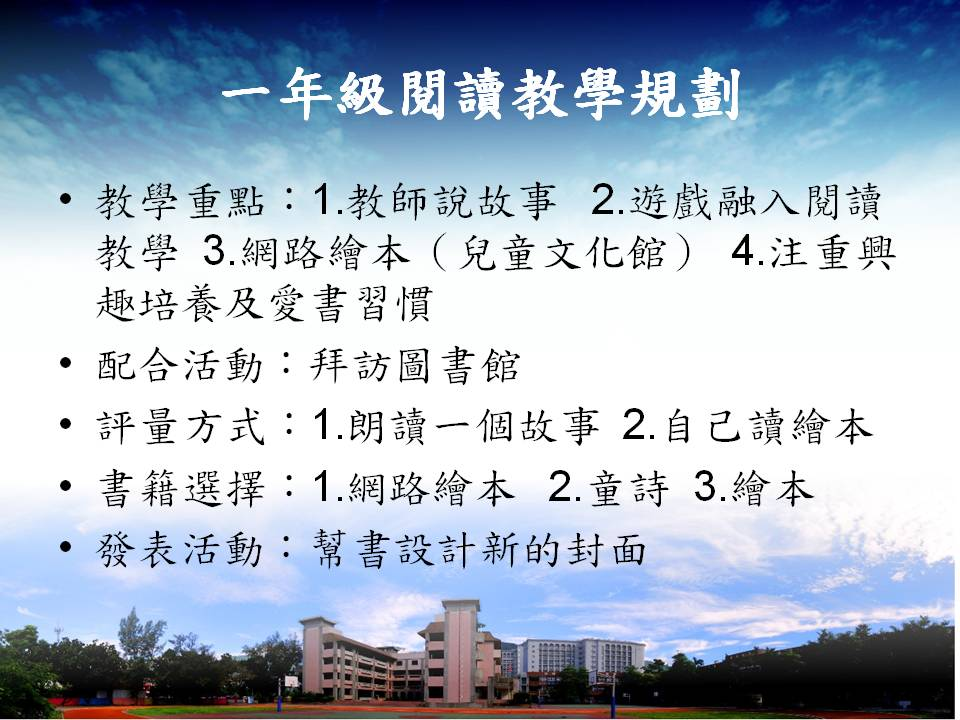 一年級閱讀教學規劃
• 教學重點：1.教師說故事 2.遊戲融入閱讀
教學 3.網路繪本（兒童文化館） 4.注重興
趣培養及愛書習慣
• 配合活動：拜訪圖書館
• 評量方式：1.朗讀一個故事 2.自己讀繪本
• 書籍選擇：1.網路繪本 2.童詩 3.繪本
• 發表活動：幫書設計新的封面